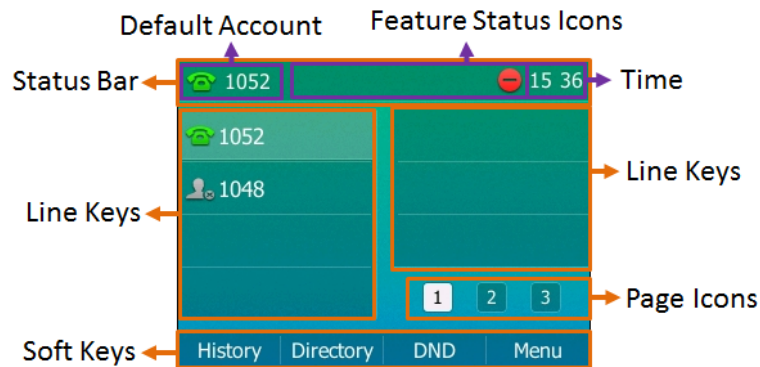 Default Account
Feature Status Icons
Status Bar
1052
15 36
Time
1052
1048
Line Keys
Line Keys
1
2
3
Page Icons
Soft Keys
History
Directory
DND
Menu